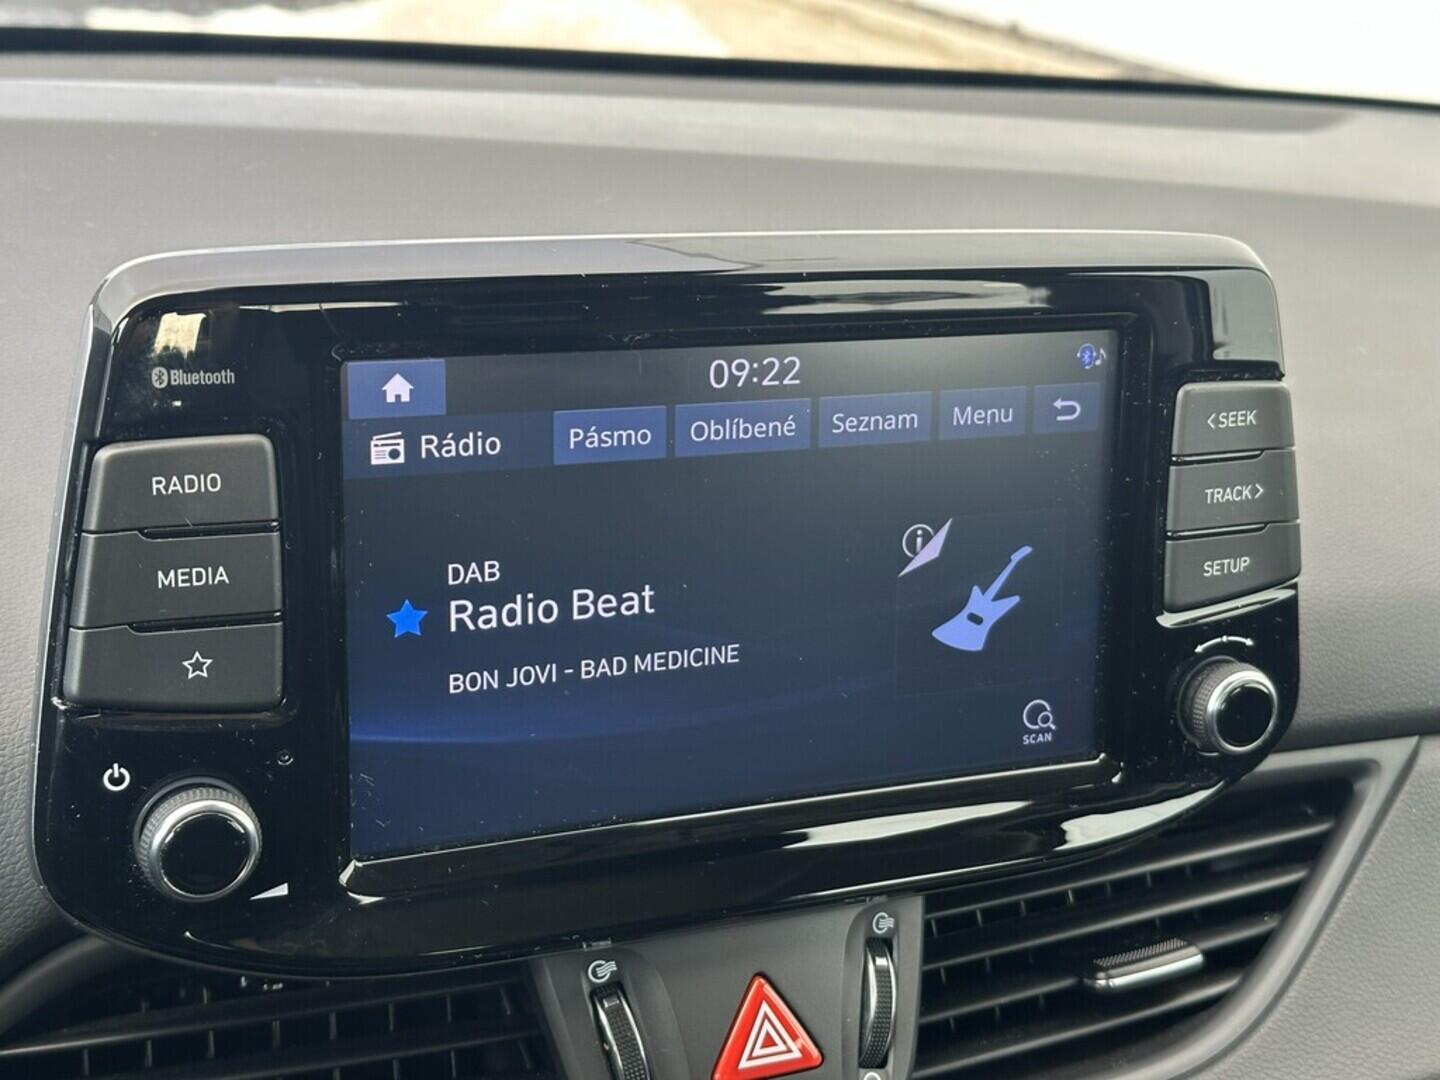 Bluetooth
RADIO
MEDIA
09:22
Rádio
Pásmo
Oblíbené
Seznam
Menu
DAB
Radio Beat
BON JOVI - BAD MEDICINE
SCAN
<SEEK
TRACK>
SETUP